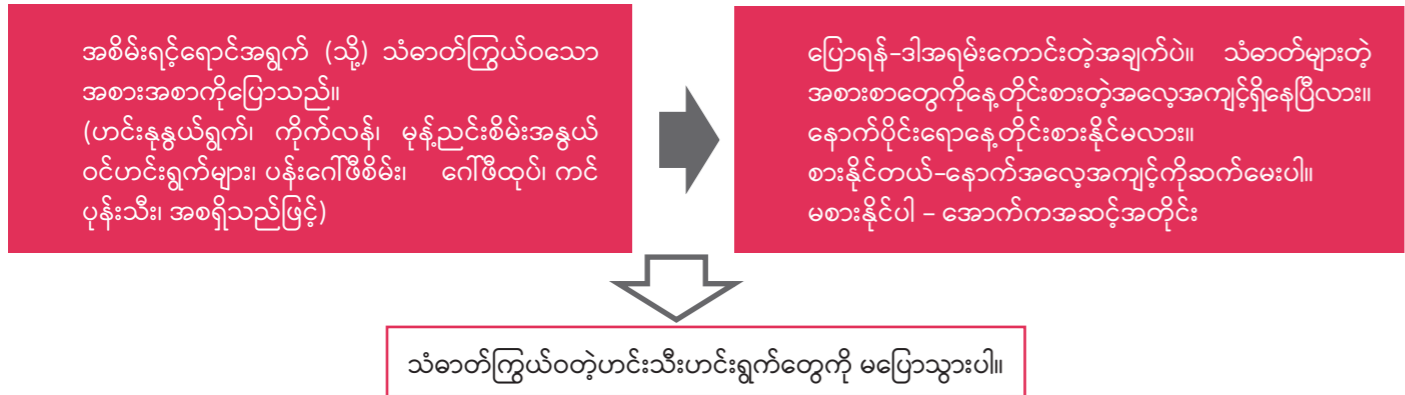 အစိမ်းရင့်ရောင်အရွက် (သို့) သံဓာတ်ကြွယ်ဝသော
အစားအစာကိုပြောသည်။
(ဟင်းနုနွယ်ရွက်၊ ကိုက်လန်၊ မုန့်ညင်းစိမ်းအနွယ်
ဝင်ဟင်းရွက်များ၊ ပန်းဂေါ်ဖီစိမ်း၊ ဂေါ်ဖီထုပ်၊ ကင်
ပုန်းသီး၊ အစရှိသည်ဖြင့်)
ပြောရန်–ဒါအရမ်းကောင်းတဲ့အချက်ပဲ။ သံဓာတ်များတဲ့
အစားစာတွေကိုနေ့တိုင်းစားတဲ့အလေ့အကျင့်ရှိနေပြီလား။
နောက်ပိုင်းရောနေ့တိုင်းစားနိုင်မလား။
စားနိုင်တယ်–နောက်အလေ့အကျင့်ကိုဆက်မေးပါ။
မစားနိုင်ပါ – အောက်ကအဆင့်အတိုင်း
သံဓာတ်ကြွယ်ဝတဲ့ဟင်းသီးဟင်းရွက်တွေကို မပြောသွားပါ။